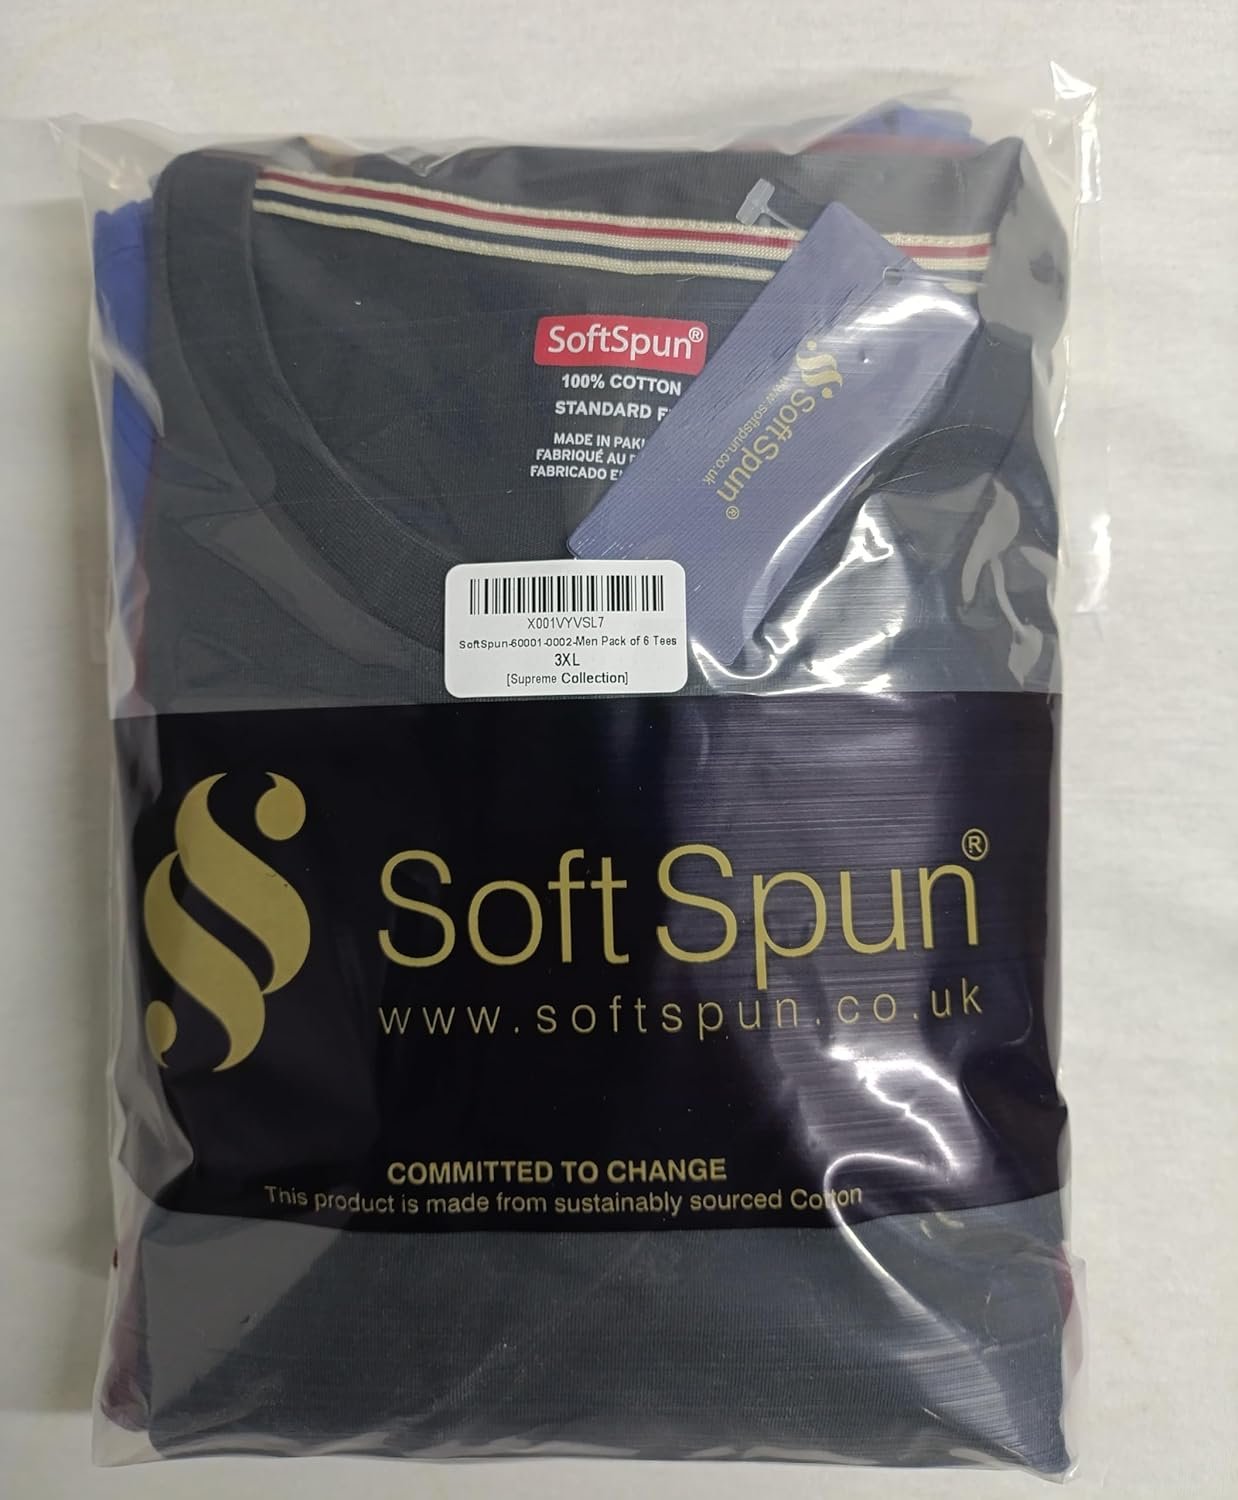 SoftSpun®
100% COTTON
STANDARD
MADE IN
FABRIQUÉ AU
FABRICADO
SoftSpun®
www.softspun.co.uk
X001VYVSL7
SoftSpun-60001-0002-Men Pack of 6 Tees
3XL
[Supreme Collection]
Soft Spun®
www.softspun.co.uk
COMMITTED TO CHANGE
This product is made from sustainably sourced Cotton